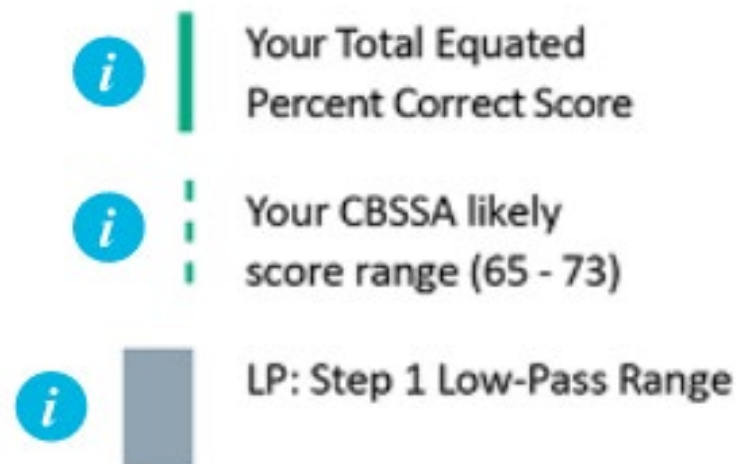 i Your Total Equated
Percent Correct Score
i Your CBSSA likely
score range (65 - 73)
i LP: Step 1 Low-Pass Range